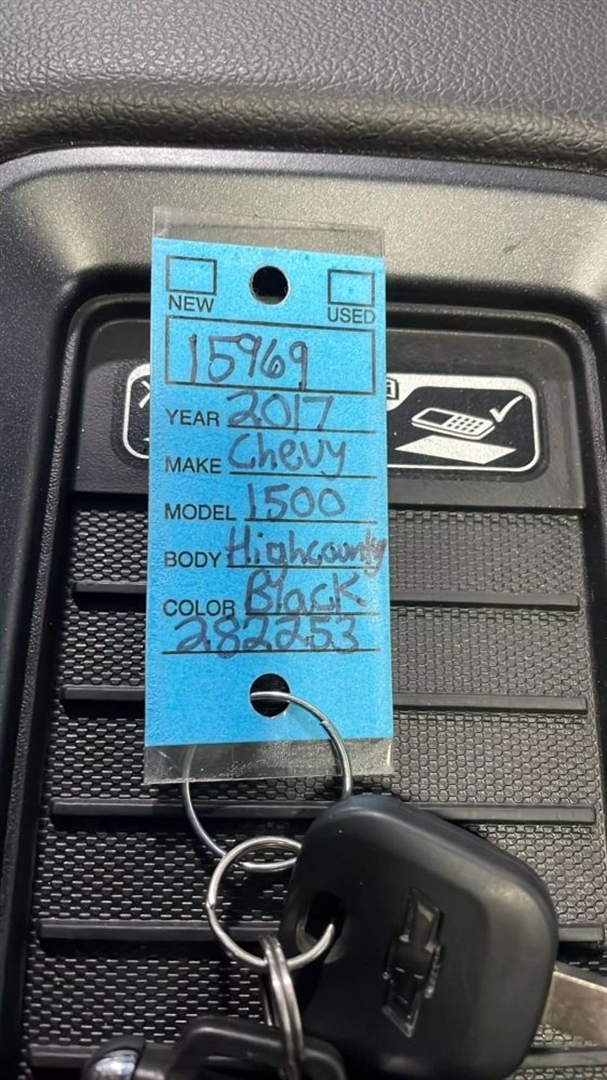 NEW USED
15969
YEAR 2017
MAKE Chevy
MODEL 1500
BODY Highcounty
COLOR Black
282253